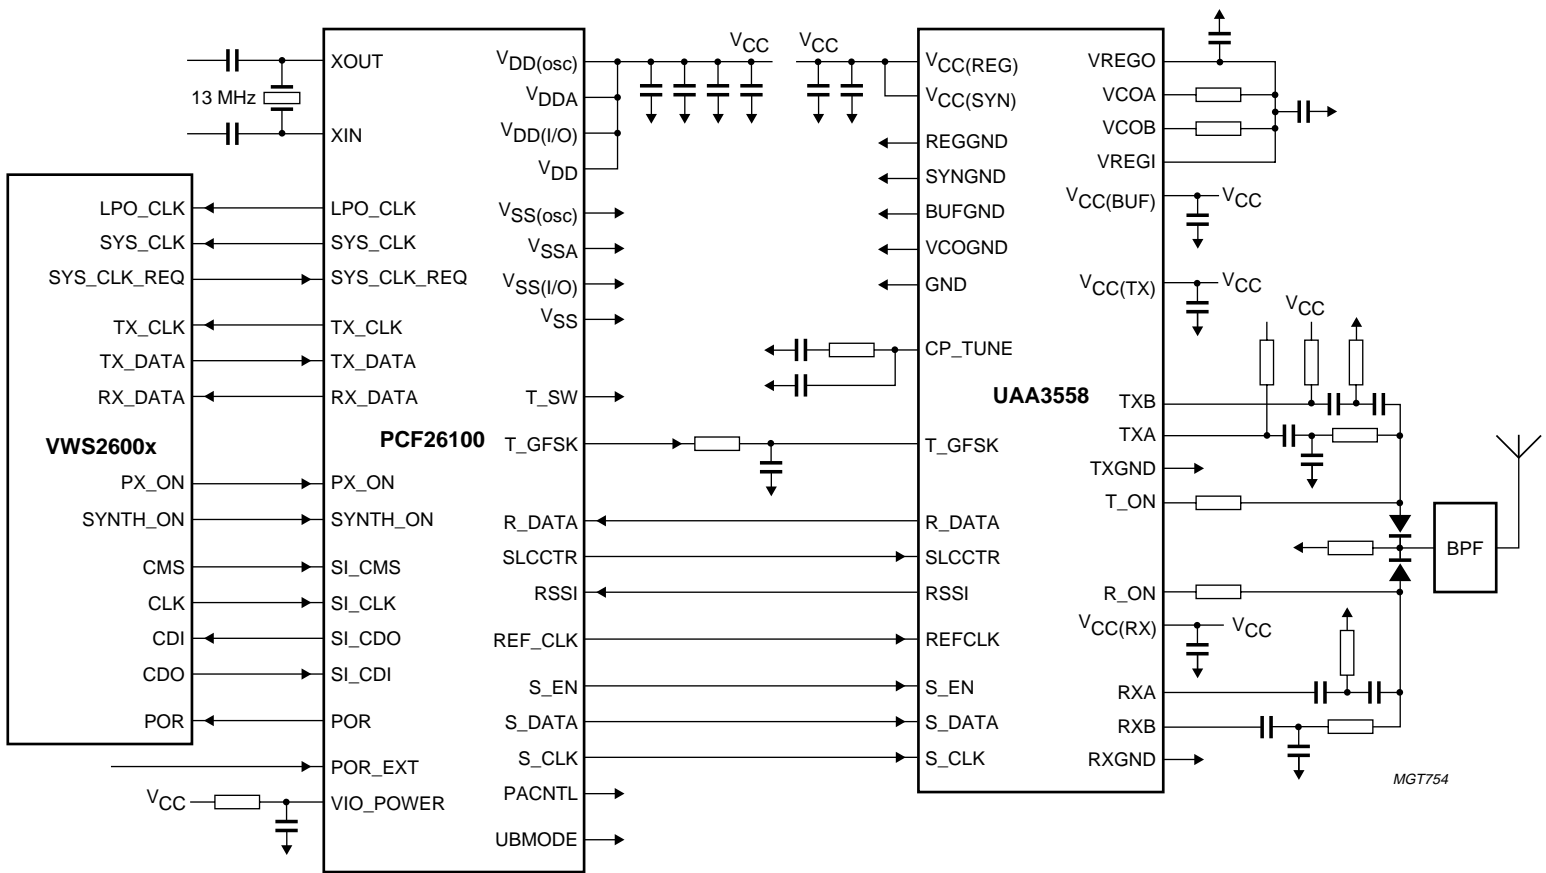 13 MHz
VWS2600x
LPO_CLK
SYS_CLK
SYS_CLK_REQ
TX_CLK
TX_DATA
RX_DATA
PX_ON
SYNTH_ON
CMS
CLK
CDI
CDO
POR
VCC
PCF26100
XOUT
XIN
LPO_CLK
SYS_CLK
SYS_CLK_REQ
TX_CLK
TX_DATA
RX_DATA
PX_ON
SYNTH_ON
SI_CMS
SI_CLK
SI_CDO
SI_CDI
POR
POR_EXT
VIO_POWER
VDD(osc)
VDDA
VDD(I/O)
VDD
VSS(osc)
VSSA
VSS(I/O)
VSS
T_SW
T_GFSK
R_DATA
SLCCTR
RSSI
REF_CLK
S_EN
S_DATA
S_CLK
PACNTL
UBMODE
VCC
VCC
UAA3558
VCC(REG)
VCC(SYN)
REGGND
SYNGND
BUFGND
VCOGND
GND
CP_TUNE
T_GFSK
R_DATA
SLCCTR
RSSI
REFCLK
S_EN
S_DATA
S_CLK
VREGO
VCOA
VCOB
VREGI
VCC(BUF)
VCC
VCC(TX)
VCC
VCC
TXB
TXA
TXGND
T_ON
R_ON
VCC(RX)
VCC
RXA
RXB
RXGND
BPF
MGT754